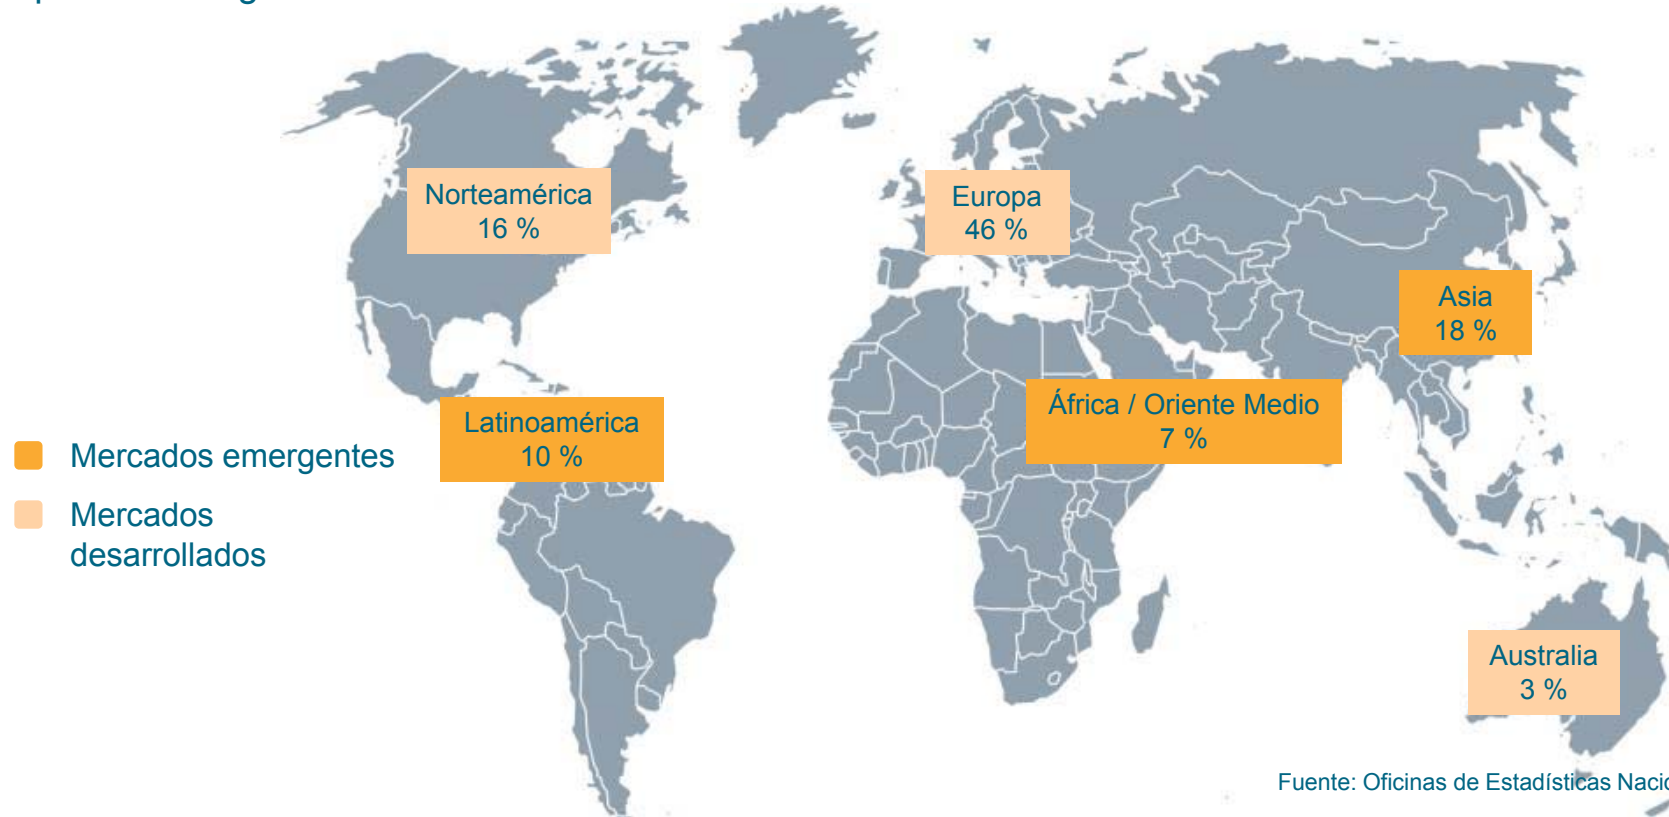 Norteamérica
16 %
Europa
46 %
Asia
18 %
África / Oriente Medio
7 %
Latinoamérica
10 %
Mercados emergentes
Mercados
desarrollados
Australia
3 %
Fuente: Oficinas de Estadísticas